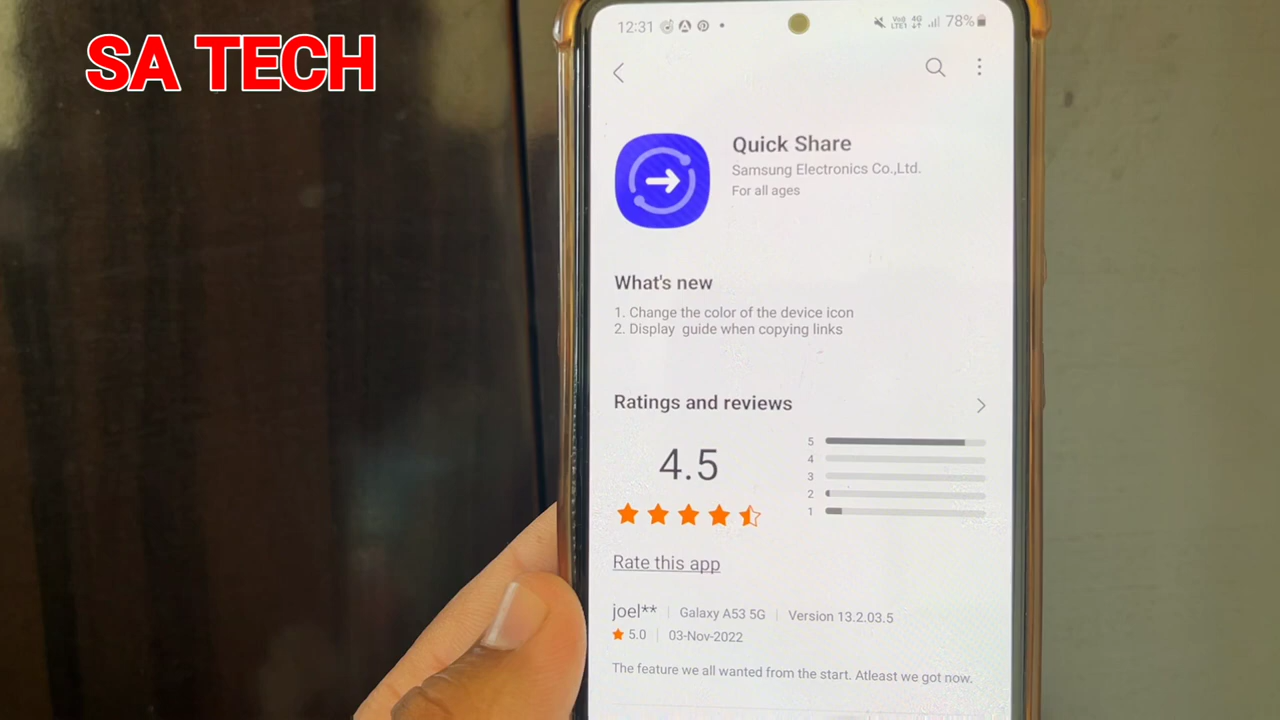 SA TECH
12:31
Vo)) 4G
LTE1
78%
Quick Share
Samsung Electronics Co.,Ltd.
For all ages
What's new
1. Change the color of the device icon
2. Display guide when copying links
Ratings and reviews
4.5
5
4
3
2
1
Rate this app
joel** Galaxy A53 5G Version 13.2.03.5
5.0 03-Nov-2022
The feature we all wanted from the start. Atleast we got now.